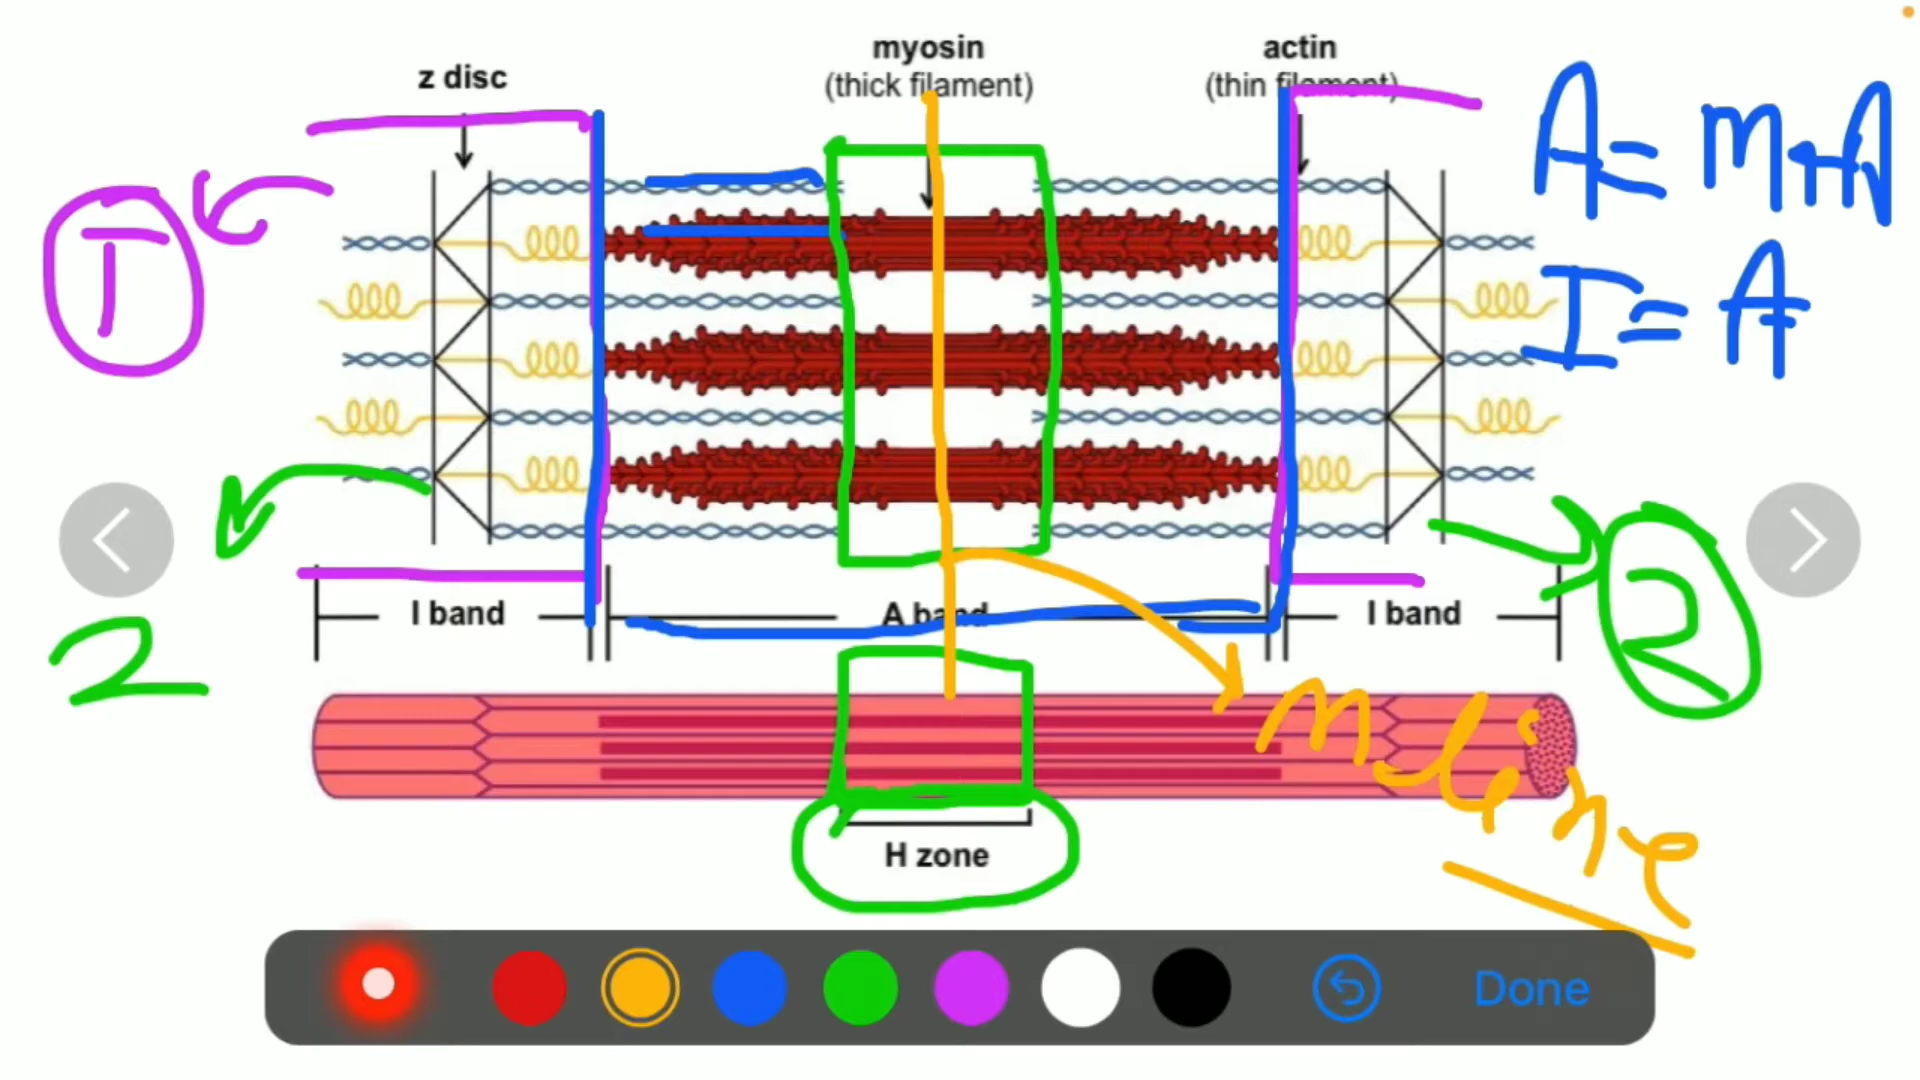 myosin
(thick filament)
actin
(thin filament)
z disc
A = M+A
I
I = A
I band
A band
I band
2
2
M-line
H zone
Done